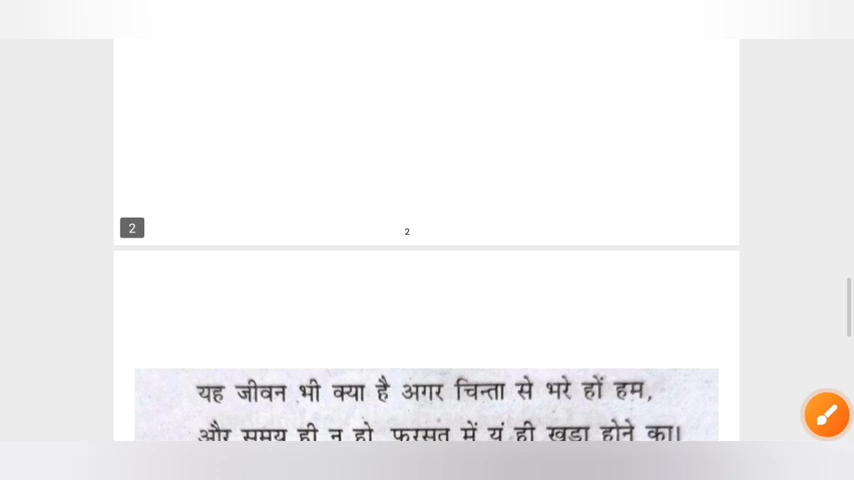 2
2
यह जीवन भी क्या है अगर चिन्ता से भरे हों हम,
और समय ही न हो फुरसत में यूं ही खड़ा होने का।